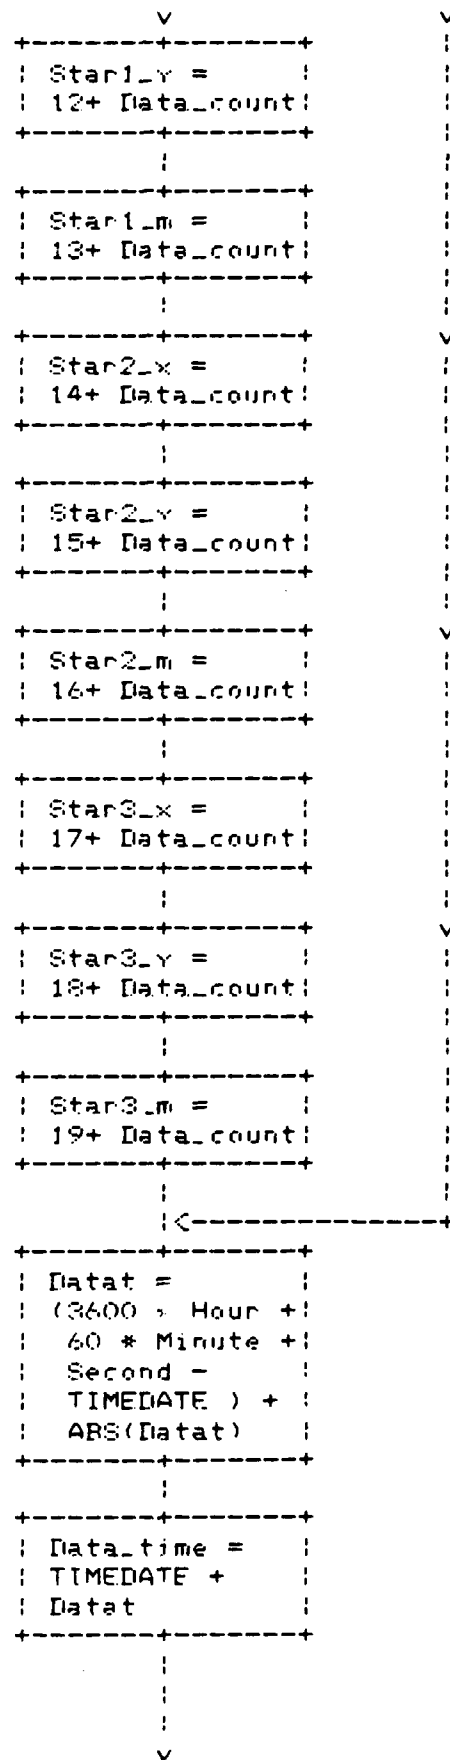 Star1_y =
12+ Data_count
Star1_m =
13+ Data_count
Star2_x =
14+ Data_count
Star2_y =
15+ Data_count
Star2_m =
16+ Data_count
Star3_x =
17+ Data_count
Star3_y =
18+ Data_count
Star3_m =
19+ Data_count
Datat =
(3600 * Hour +
60 * Minute +
Second -
TIMEDATE ) +
ABS(Datat)
Data_time =
TIMEDATE +
Datat